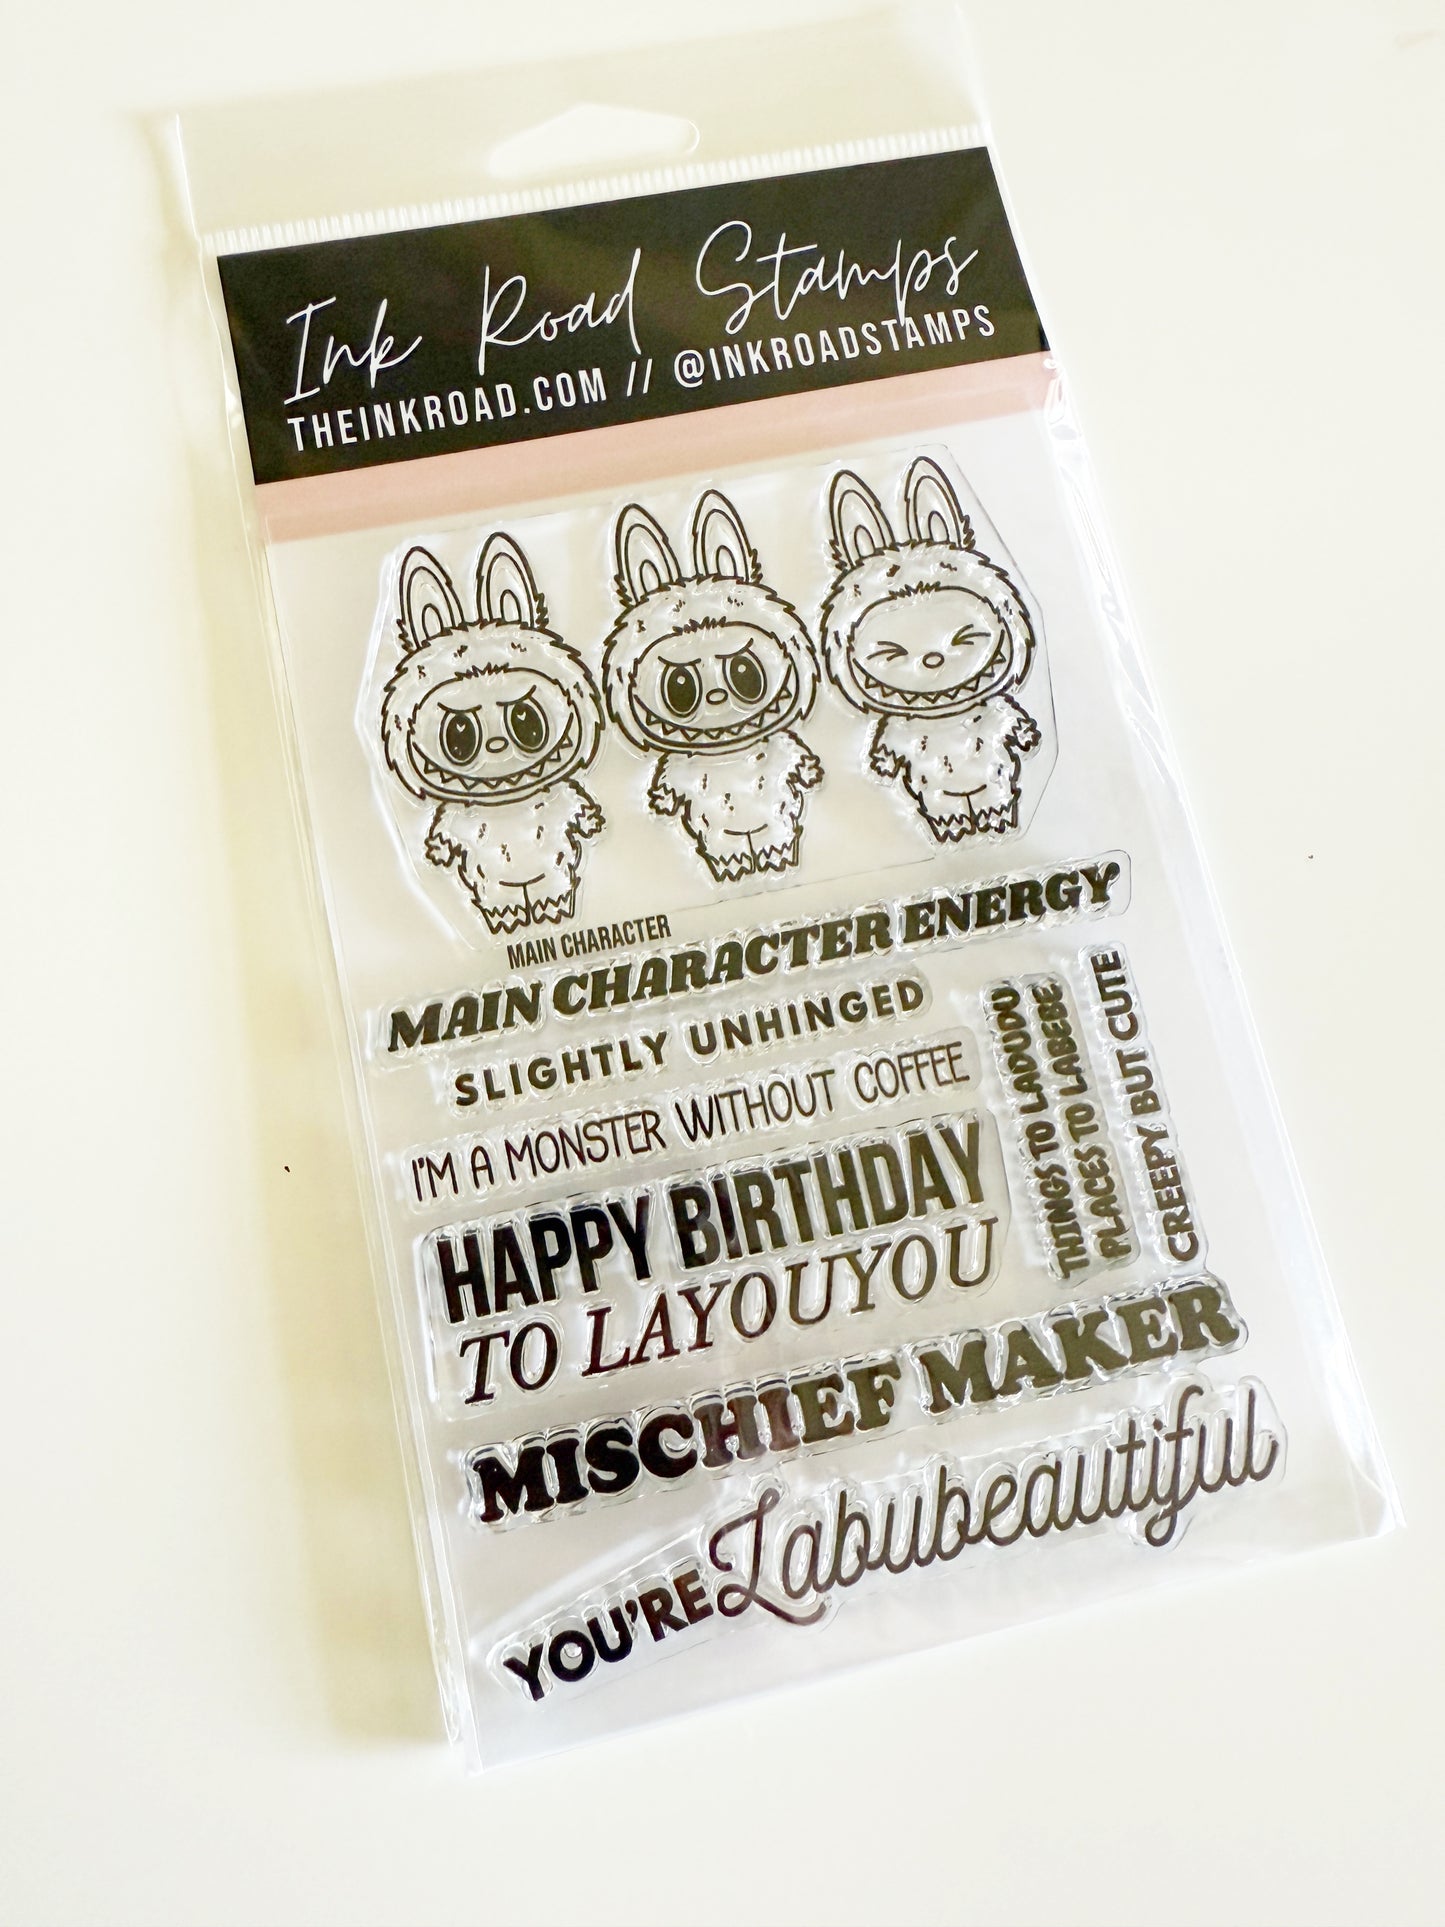 Ink Road Stamps
THEINKROAD.COM // @INKROADSTAMPS
MAIN CHARACTER
MAIN CHARACTER ENERGY
SLIGHTLY UNHINGED
I'M A MONSTER WITHOUT COFFEE
HAPPY BIRTHDAY
TO LAYOUYOU
THINGS TO LADUDU
PLACES TO LABEBE
CREEPY BUT CUTE
MISCHIEF MAKER
YOU'RE Labubeautiful